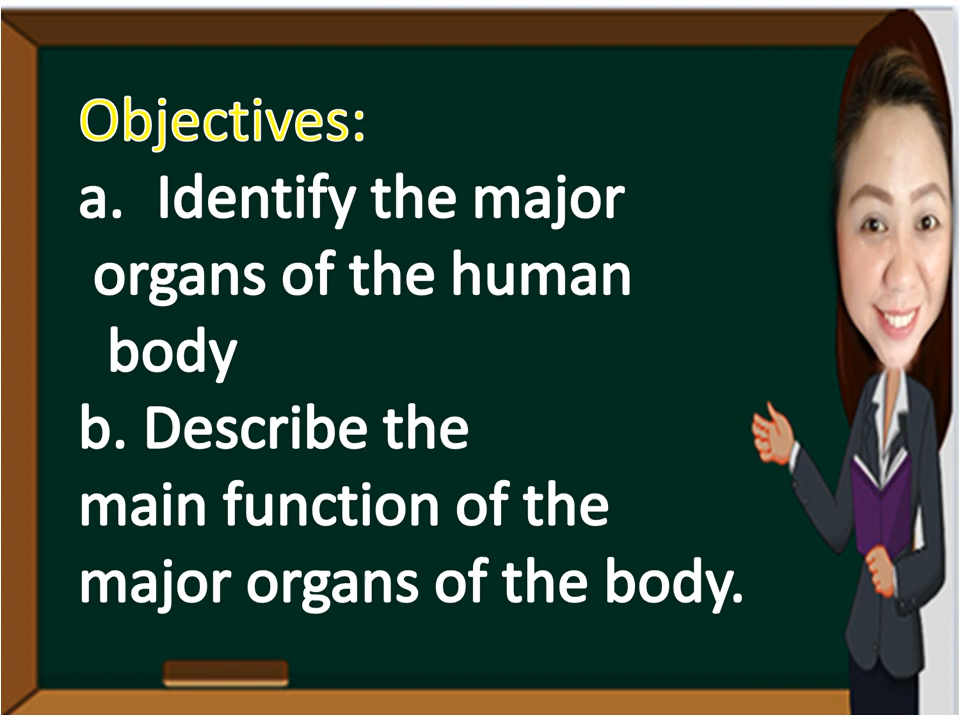 Objectives:
a. Identify the major
organs of the human
body
b. Describe the
main function of the
major organs of the body.